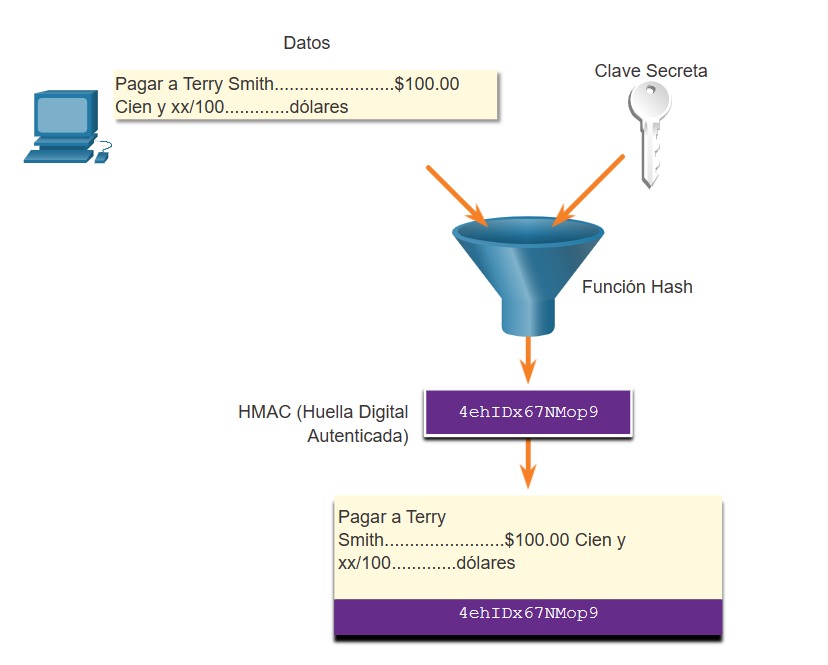 Datos
Pagar a Terry Smith........................$100.00
Cien y xx/100.............dólares
Clave Secreta
Función Hash
HMAC (Huella Digital
Autenticada)
4ehIDx67NMop9
Pagar a Terry
Smith........................$100.00 Cien y
xx/100.............dólares
4ehIDx67NMop9